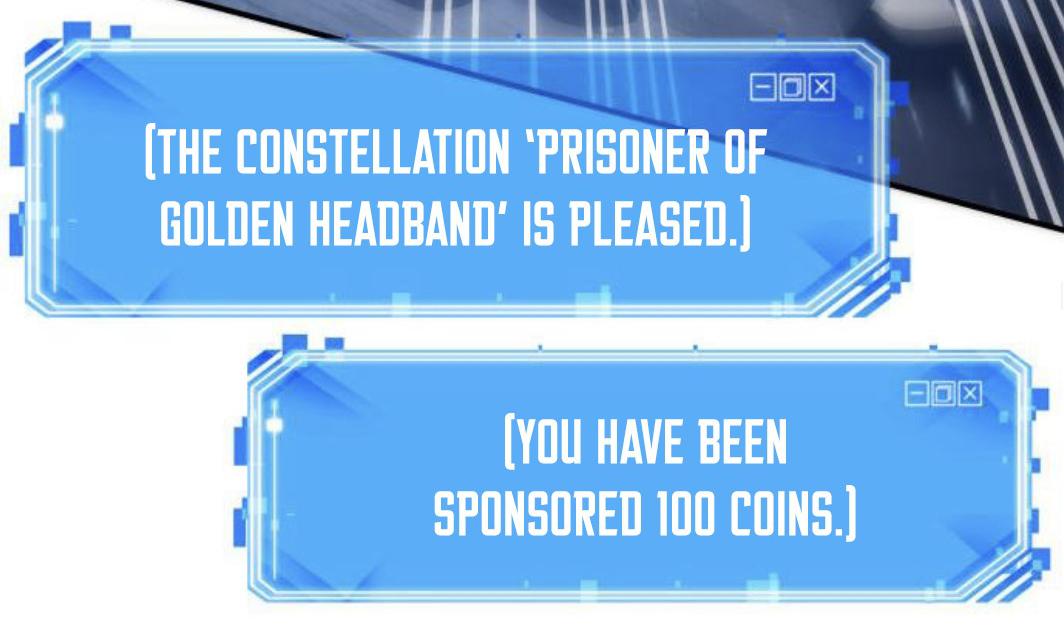 (THE CONSTELLATION ‘PRISONER OF
GOLDEN HEADBAND’ IS PLEASED.)
(YOU HAVE BEEN
SPONSORED 100 COINS.)